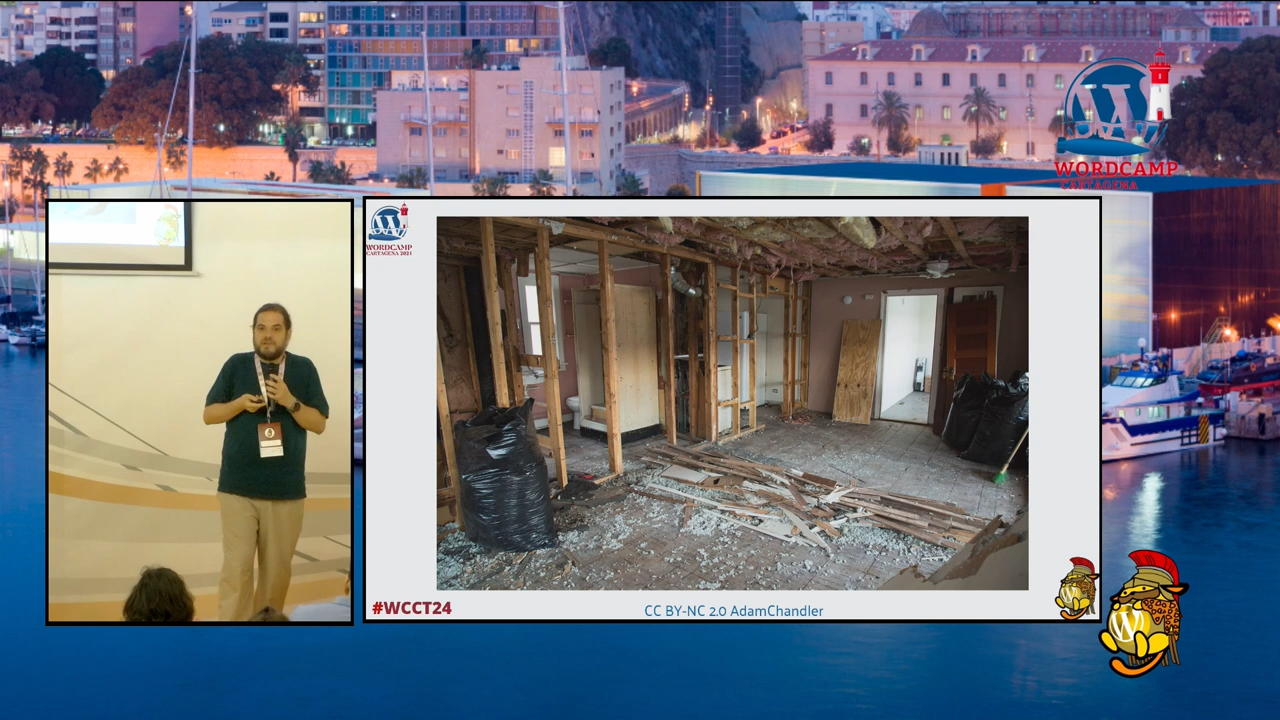 WORDCAMP
CARTAGENA
WORDCAMP
CARTAGENA 2024
#WCCT24
CC BY-NC 2.0 AdamChandler